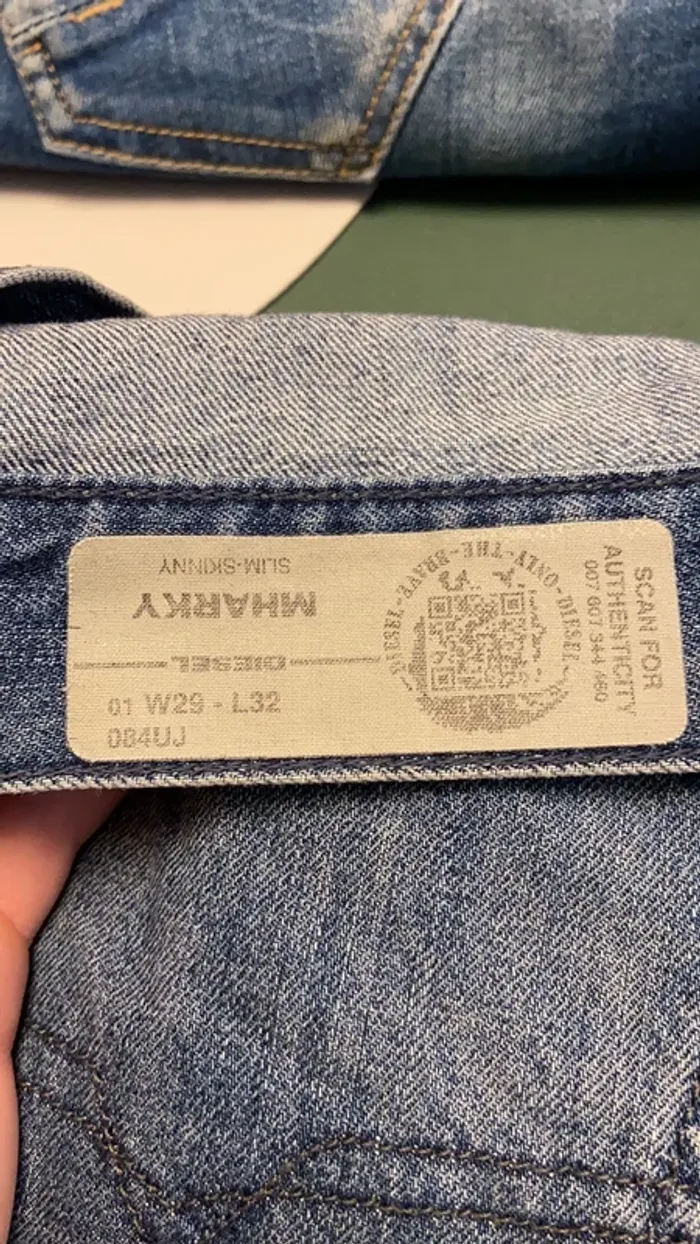 SLIM-SKINNY
MHARKY
DIESEL
01 W29 - L32
084UJ
DIESEL-ONLY-THE-BRAVE-DIESEL-
SCAN FOR
AUTHENTICITY
007 607 344 460